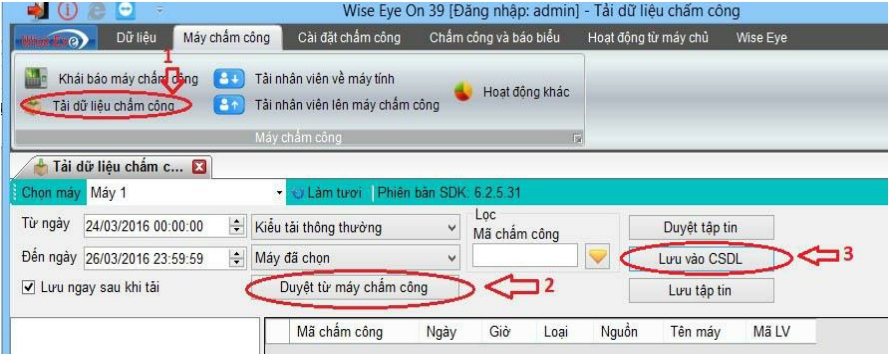 Wise Eye On 39 [Đăng nhập: admin] - Tải dữ liệu chấm công
Wise Eye Dữ liệu Máy chấm công Cài đặt chấm công Chấm công và báo biểu Hoạt động từ máy chủ Wise Eye
1
Khái báo máy chấm công Tải nhân viên về máy tính
Tải dữ liệu chấm công Tải nhân viên lên máy chấm công Hoạt động khác
Máy chấm công
Tải dữ liệu chấm c...
Chọn máy Máy 1 Làm tươi Phiên bản SDK: 6.2.5.31
Từ ngày 24/03/2016 00:00:00 Kiểu tải thông thường Lọc Mã chấm công Duyệt tập tin
Đến ngày 26/03/2016 23:59:59 Máy đã chọn Lưu vào CSDL 3
Lưu ngay sau khi tải Duyệt từ máy chấm công 2 Lưu tập tin
Mã chấm công Ngày Giờ Loại Nguồn Tên máy Mã LV